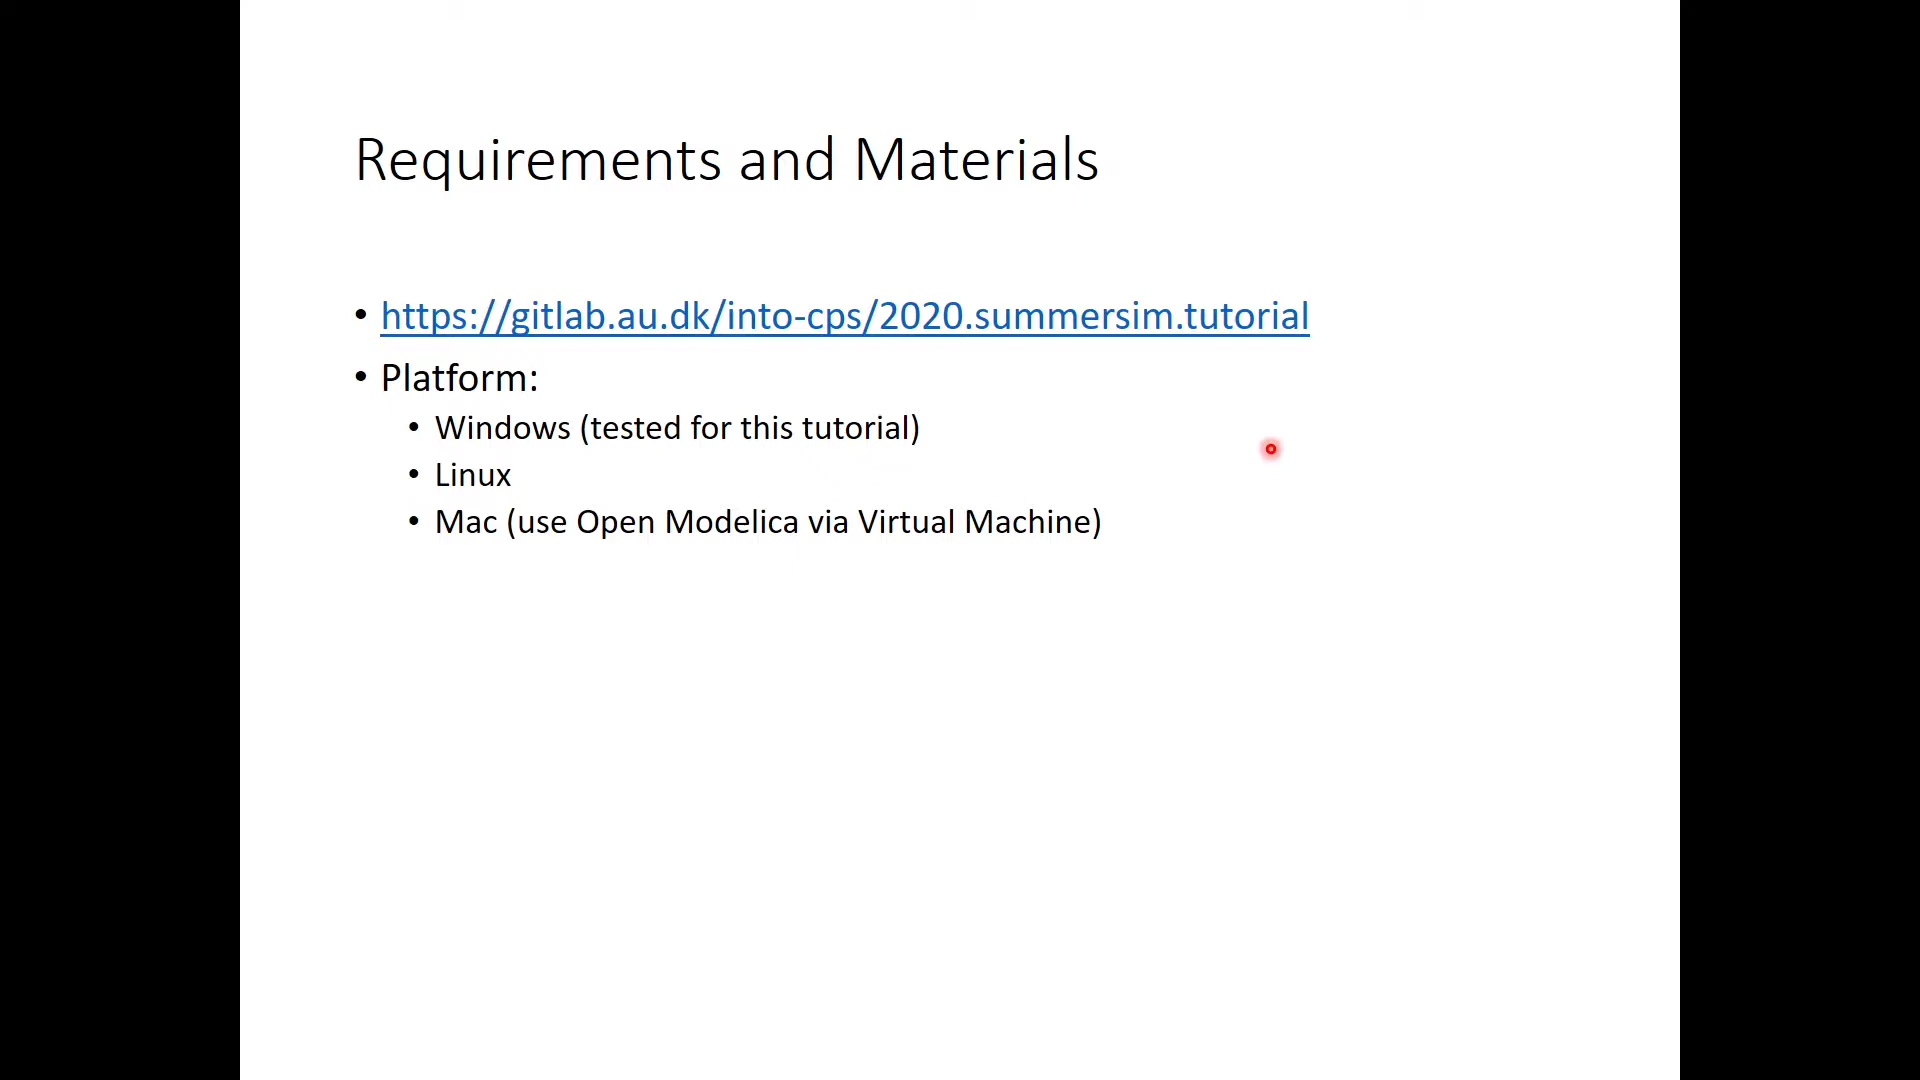 Requirements and Materials
• https://gitlab.au.dk/into-cps/2020.summersim.tutorial
• Platform:
• Windows (tested for this tutorial)
• Linux
• Mac (use Open Modelica via Virtual Machine)